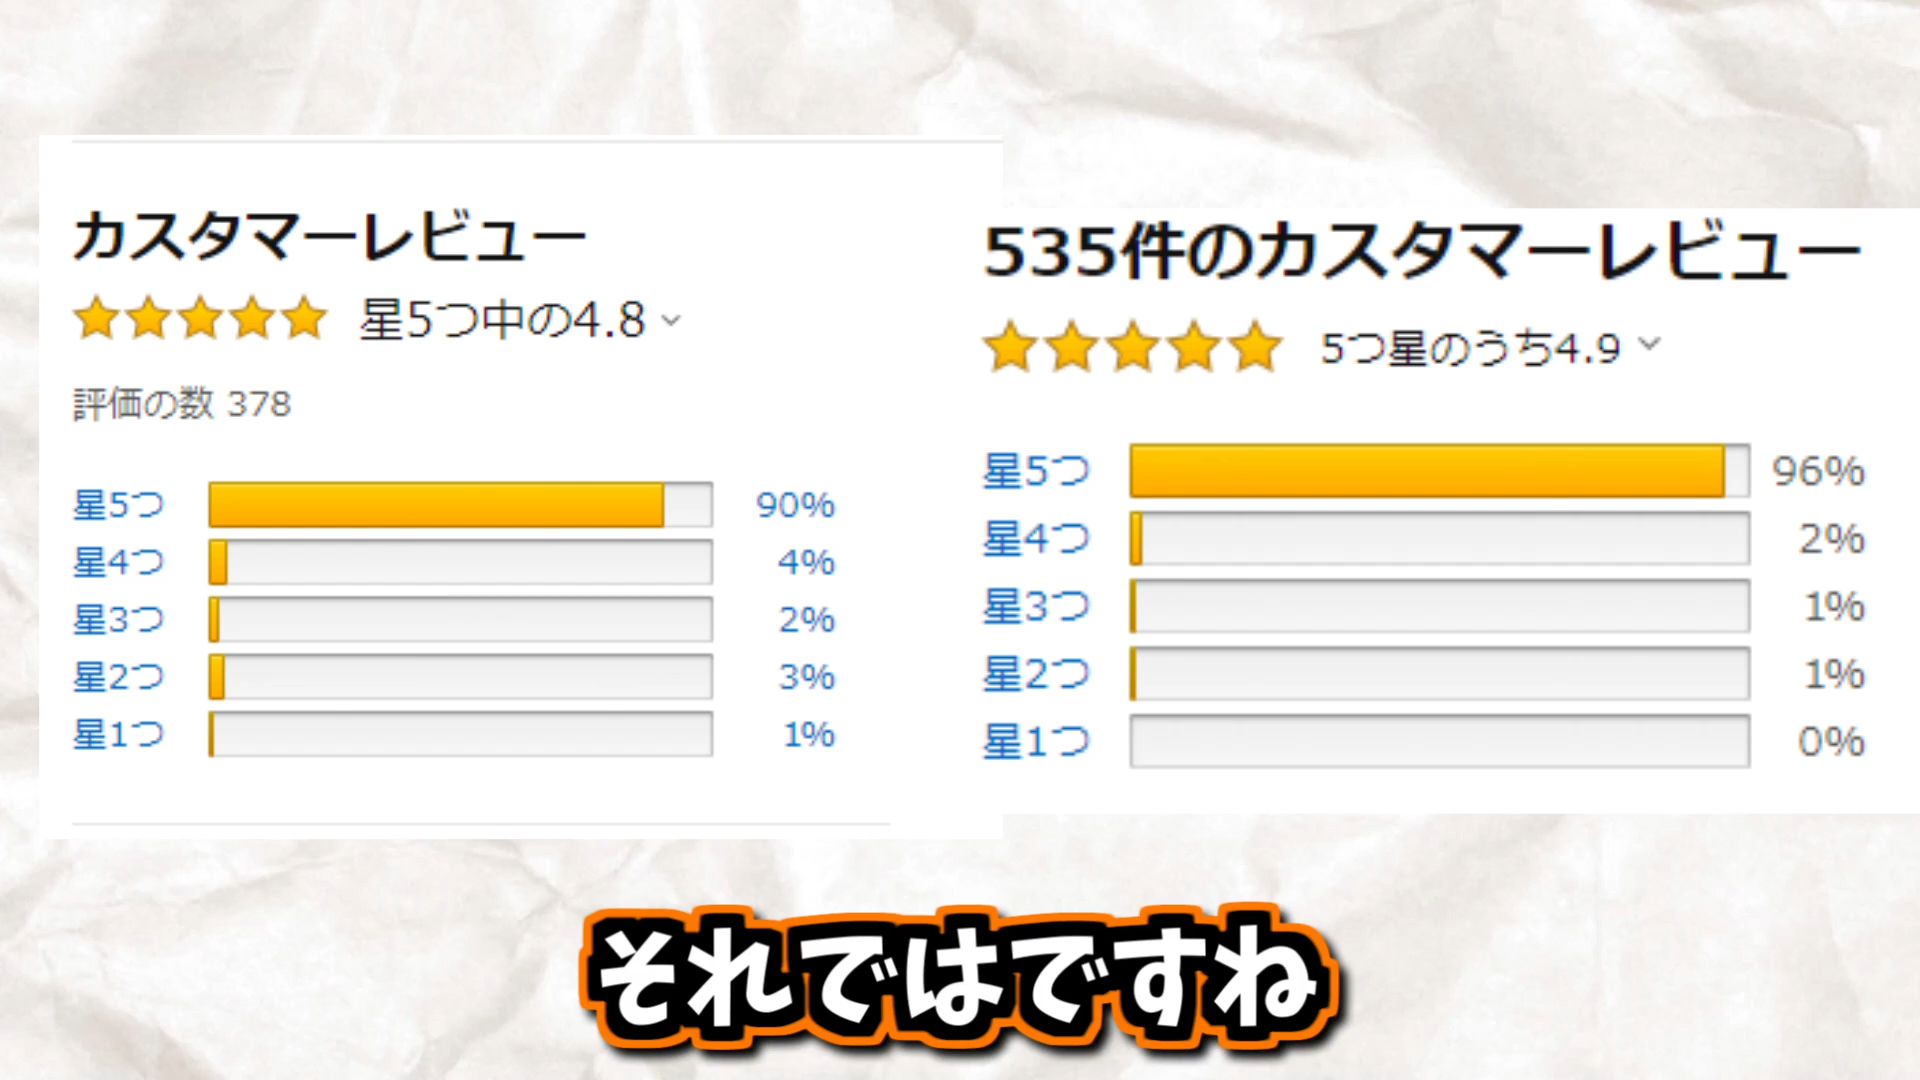 カスタマーレビュー
星5つ中の4.8
評価の数 378
星5つ 90%
星4つ 4%
星3つ 2%
星2つ 3%
星1つ 1%
535件のカスタマーレビュー
5つ星のうち4.9
星5つ 96%
星4つ 2%
星3つ 1%
星2つ 1%
星1つ 0%
それではですね